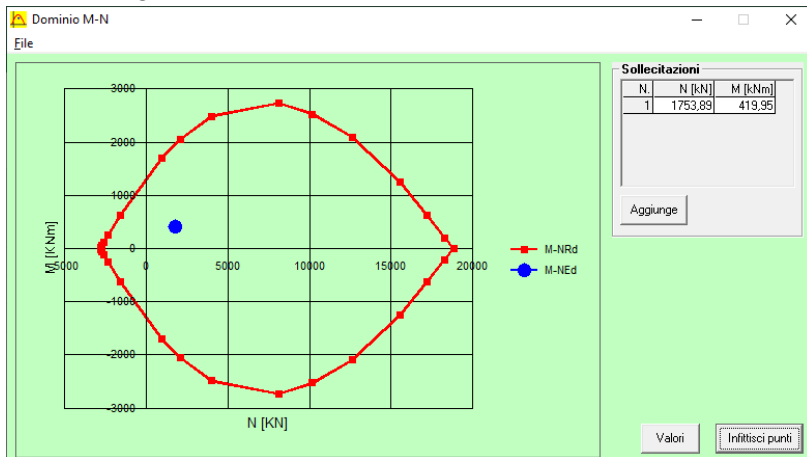 Dominio M-N
File
Sollecitazioni
N. N [kN] M [kNm]
1 1753,89 419,95
Aggiunge
3000
2000
1000
0
-5000 0 5000 10000 15000 20000
-1000
-2000
-3000
M [KNm]
N [KN]
M-NRd
M-NEd
Valori
Infittisci punti